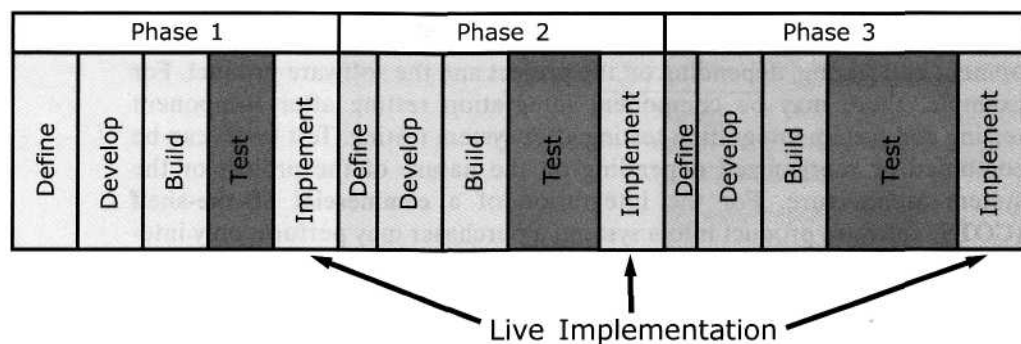 Phase 1
Phase 2
Phase 3
Define
Develop
Build
Test
Implement
Define
Develop
Build
Test
Implement
Define
Develop
Build
Test
Implement
Live Implementation